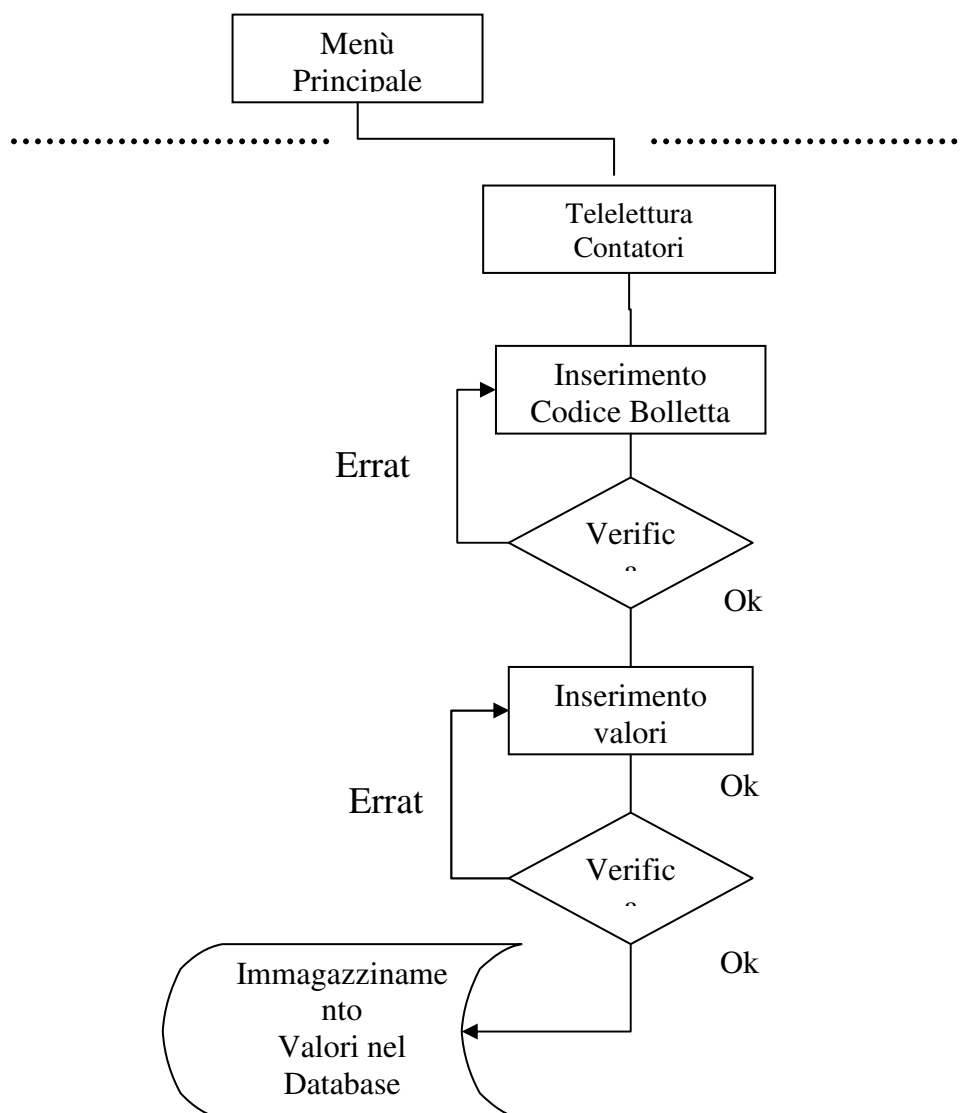 Menù
Principale
Telelettura
Contatori
Inserimento
Codice Bolletta
Errat
Verific
Ok
Inserimento
valori
Ok
Errat
Verific
Ok
Immagazziname
nto
Valori nel
Database